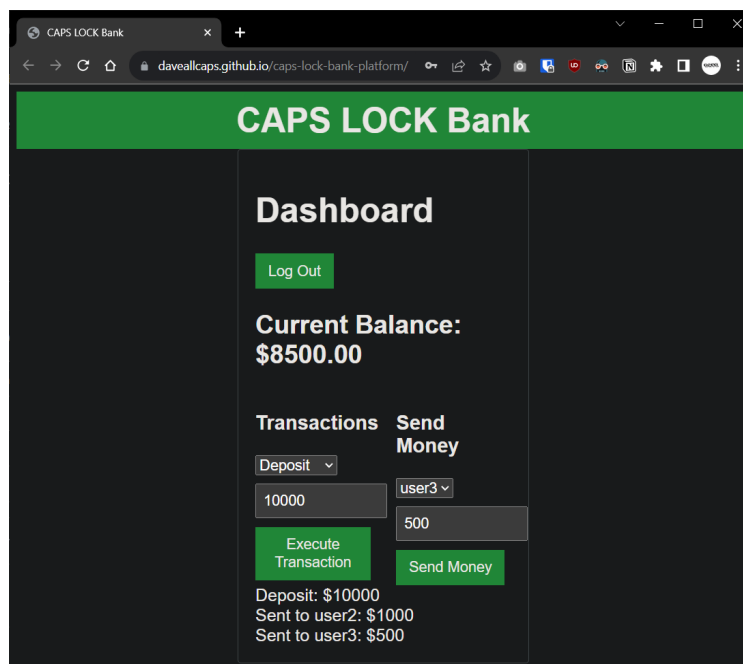 CAPS LOCK Bank
daveallcaps.github.io/caps-lock-bank-platform/
CAPS LOCK Bank
Dashboard
Log Out
Current Balance:
$8500.00
Transactions
Deposit
10000
Execute
Transaction
Send
Money
user3
500
Send Money
Deposit: $10000
Sent to user2: $1000
Sent to user3: $500